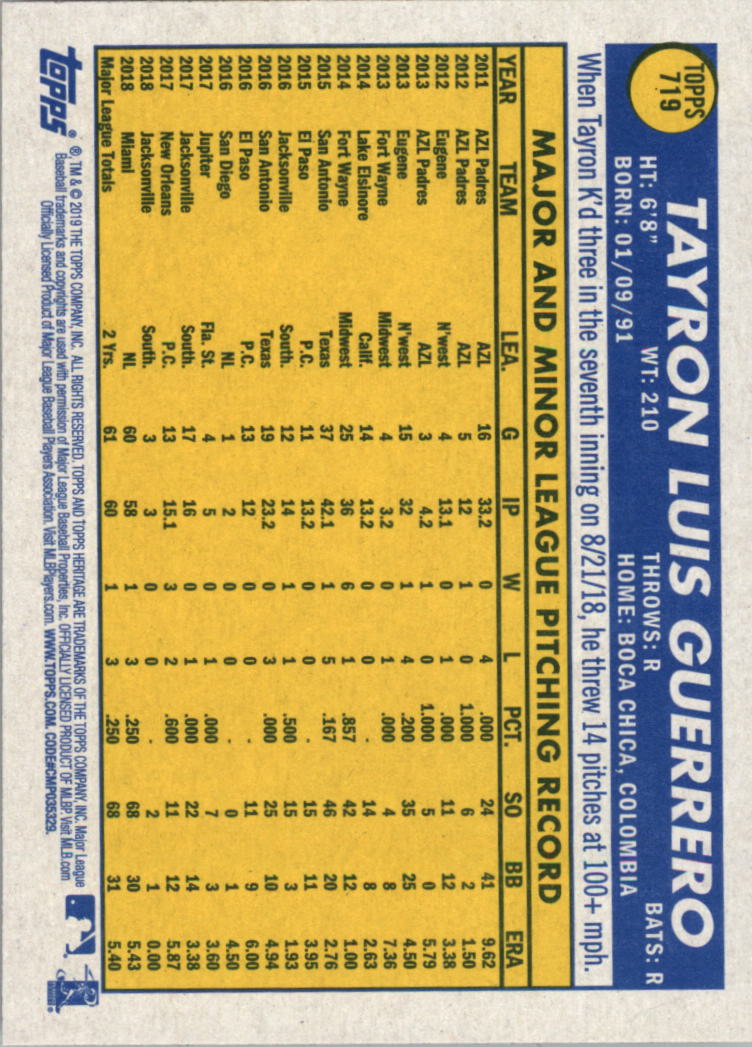 TOPPS
719
TAYRON LUIS GUERRERO
HT: 6'8" WT: 210 THROWS: R BATS: R
BORN: 01/09/91 HOME: BOCA CHICA, COLOMBIA
When Tayron K'd three in the seventh inning on 8/21/18, he threw 14 pitches at 100+ mph.
MAJOR AND MINOR LEAGUE PITCHING RECORD
YEAR TEAM LEA. G IP W L PCT. SO BB ERA
2011 AZL Padres AZL 16 33.2 0 4 .000 24 41 9.62
2012 AZL Padres AZL 5 12 1 0 1.000 6 2 1.50
2012 Eugene N'west 4 13.1 0 1 .000 11 12 3.38
2013 AZL Padres AZL 3 4.2 1 0 1.000 5 0 5.79
2013 Eugene N'west 15 32 1 4 .200 35 25 4.50
2013 Fort Wayne Midwest 4 3.2 0 1 .000 4 8 7.36
2014 Lake Elsinore Calif. 14 13.2 0 0 . 14 8 2.63
2014 Fort Wayne Midwest 25 36 6 1 .857 42 12 1.00
2015 San Antonio Texas 37 42.1 1 5 .167 46 20 2.76
2015 El Paso P.C. 11 13.2 0 0 . 15 11 3.95
2016 Jacksonville South. 12 14 1 1 .500 15 3 1.93
2016 San Antonio Texas 19 23.2 0 3 .000 25 10 4.94
2016 El Paso P.C. 13 12 0 0 . 11 9 6.00
2016 San Diego NL 1 2 0 0 . 0 1 4.50
2017 Jupiter Fla. St. 4 5 0 1 .000 7 3 3.60
2017 Jacksonville South. 17 16 0 1 .000 22 14 3.38
2017 New Orleans P.C. 13 15.1 3 2 .600 11 12 5.87
2018 Jacksonville South. 3 3 0 0 . 2 1 0.00
2018 Miami NL 60 58 1 3 .250 68 30 5.43
Major League Totals 2 Yrs. 61 60 1 3 .250 68 31 5.40
topps®
®, TM & © 2019 THE TOPPS COMPANY, INC. ALL RIGHTS RESERVED. TOPPS AND TOPPS HERITAGE ARE TRADEMARKS OF THE TOPPS COMPANY, INC. Major League
Baseball trademarks and copyrights are used with permission of Major League Baseball Properties, Inc. OFFICIALLY LICENSED PRODUCT OF MLBP Visit MLB.com
Officially Licensed Product of Major League Baseball Players Association. Visit MLBPlayers.com. WWW.TOPPS.COM. CODE#CMP035329.